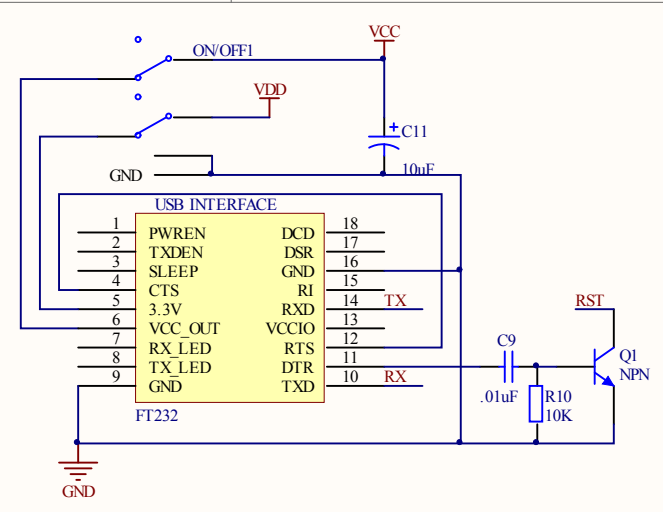 VCC
ON/OFF1
VDD
C11
10uF
GND
USB INTERFACE
1 PWREN DCD 18
2 TXDEN DSR 17
3 SLEEP GND 16
4 CTS RI 15
5 3.3V RXD 14 TX
6 VCC_OUT VCCIO 13
7 RX_LED RTS 12
8 TX_LED DTR 11
9 GND TXD 10 RX
FT232
RST
C9
.01uF
R10
10K
Q1
NPN
GND